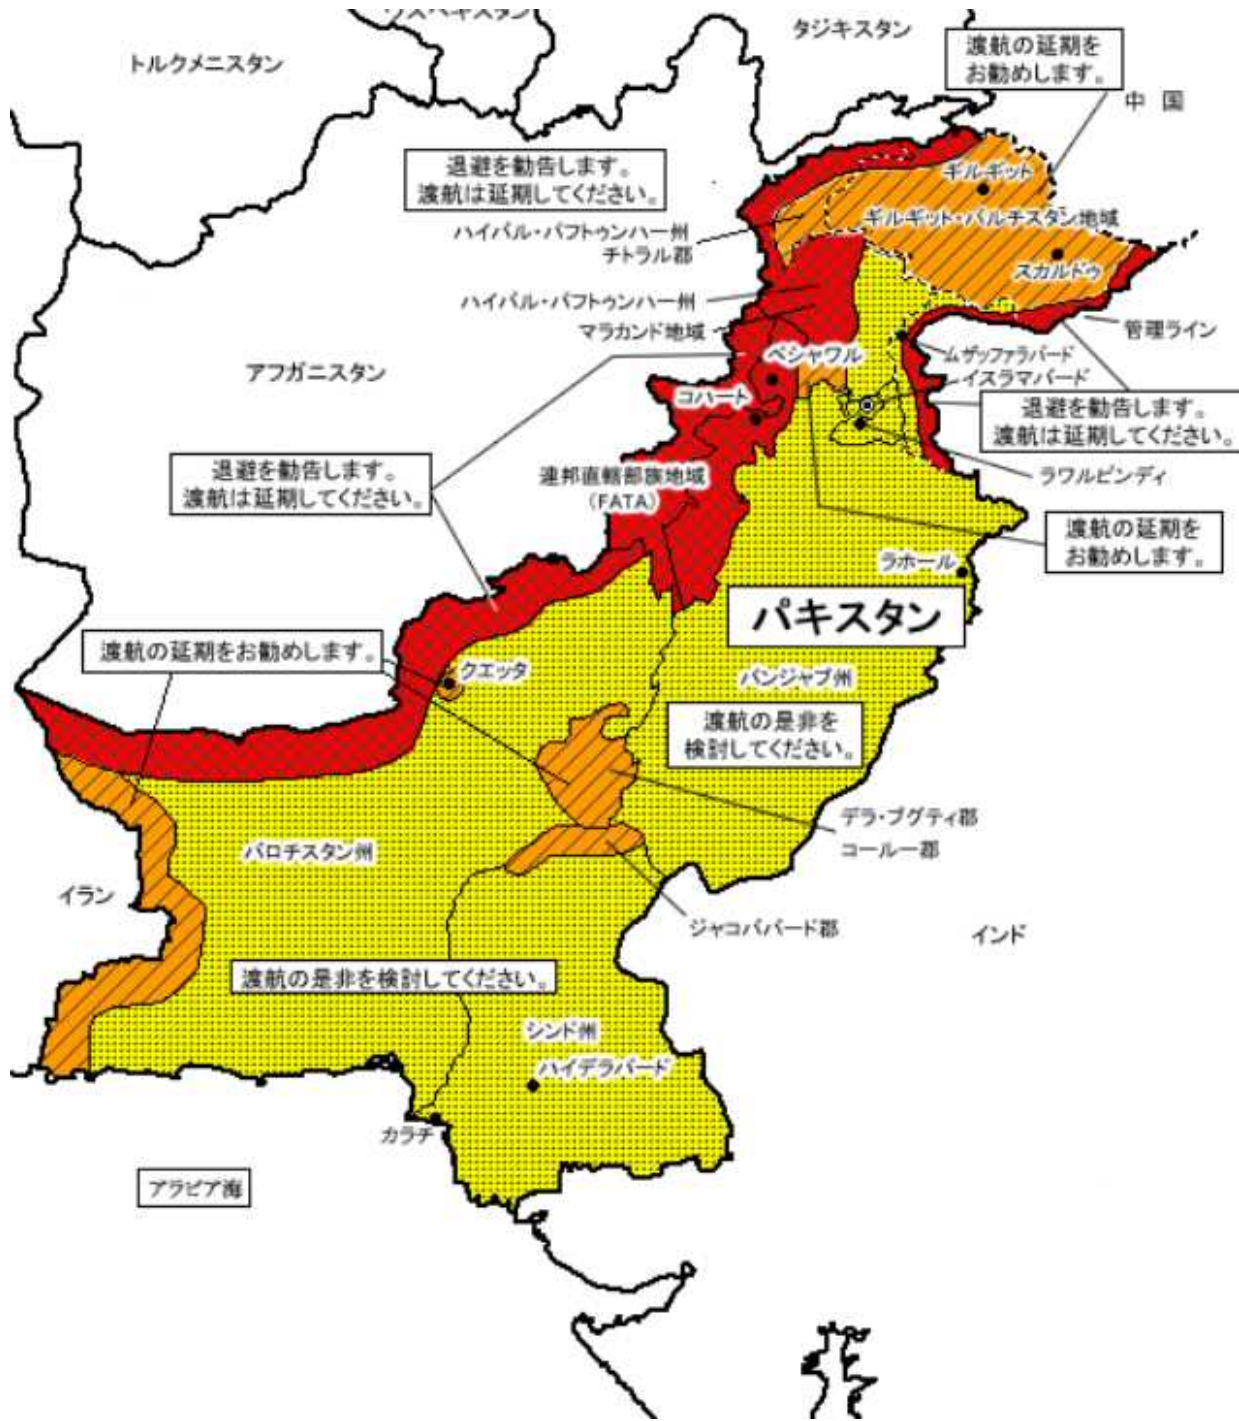 ウズベキスタン
タジキスタン
渡航の延期を
お勧めします。
トルクメニスタン
中 国
退避を勧告します。
渡航は延期してください。
ギルギット
ギルギット・バルチスタン地域
ハイバル・パフトゥンハー州
チトラル郡
スカルドゥ
ハイバル・パフトゥンハー州
マラカンド地域
管理ライン
ペシャワル
ムザッファラバード
アフガニスタン
イスラマバード
コハート
退避を勧告します。
渡航は延期してください。
退避を勧告します。
渡航は延期してください。
連邦直轄部族地域
(FATA)
ラワルピンディ
渡航の延期を
お勧めします。
ラホール
パキスタン
渡航の延期をお勧めします。
クエッタ
パンジャブ州
渡航の是非を
検討してください。
デラ・ブグティ郡
コールー郡
バロチスタン州
イラン
ジャコババード郡
インド
渡航の是非を検討してください。
シンド州
ハイデラバード
カラチ
アラビア海